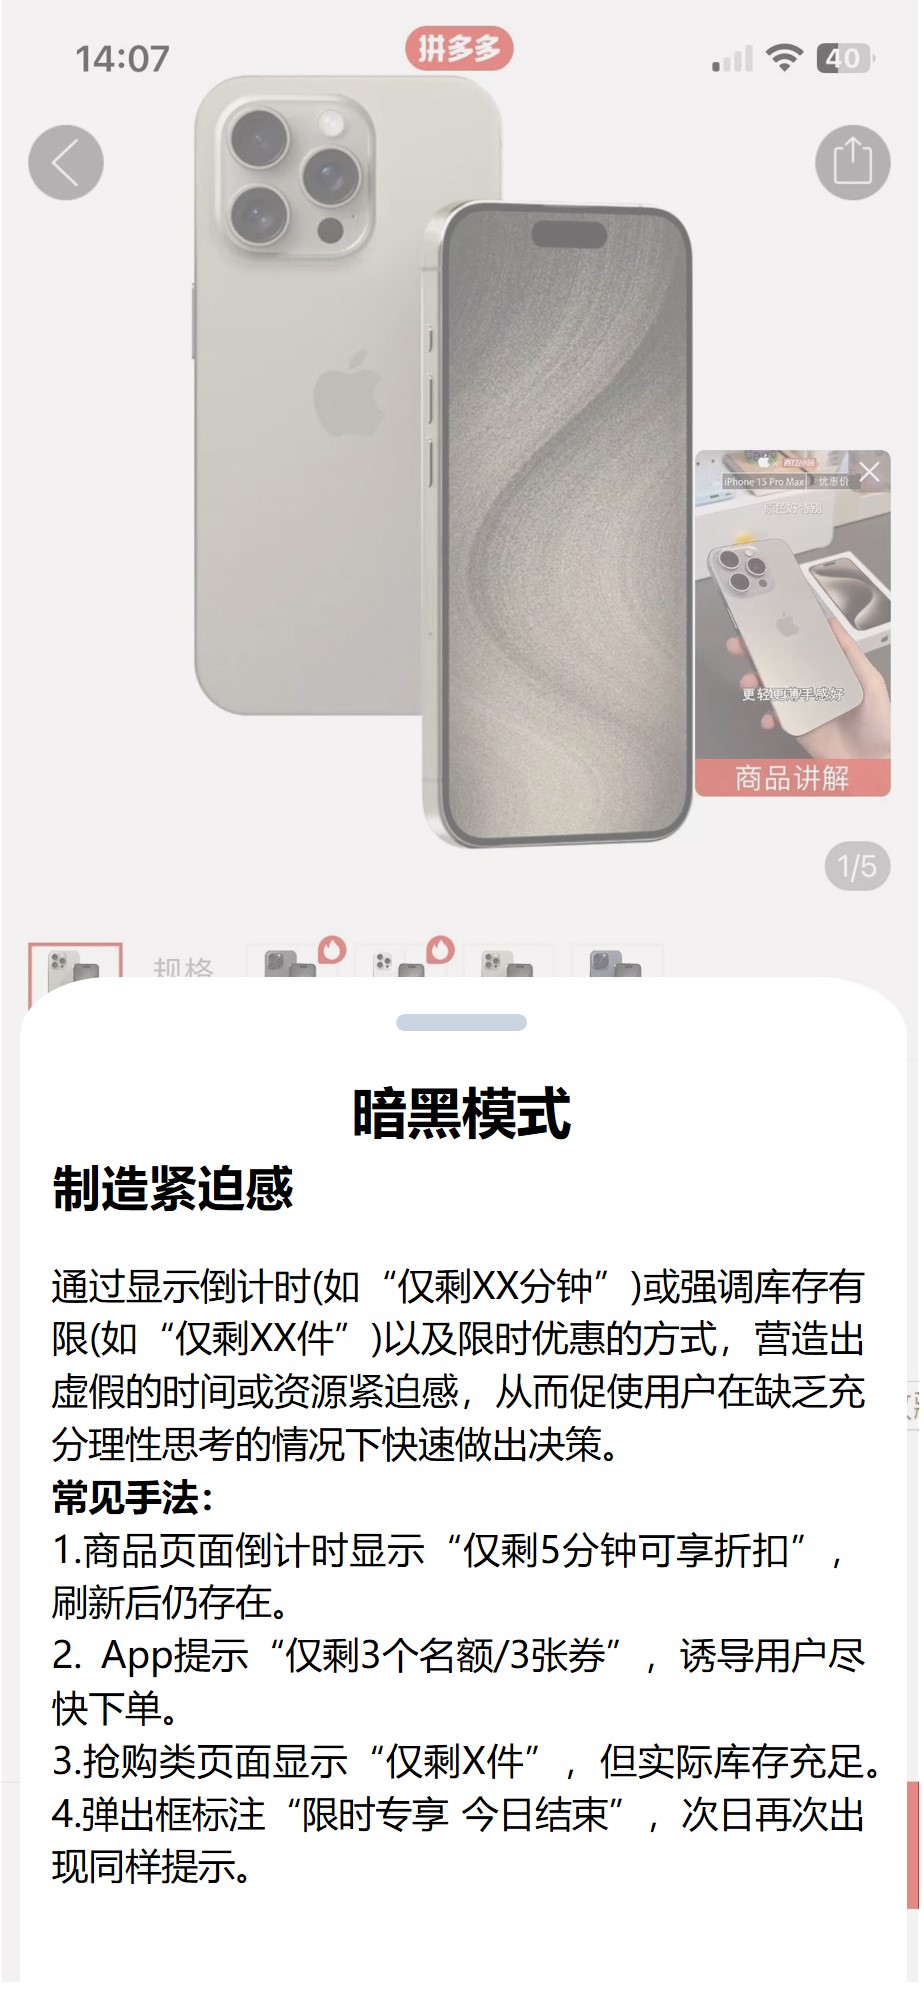 14:07
拼多多
40
iPhone 15 Pro Max
优惠价
更轻更薄手感好
商品讲解
1/5
规格
暗黑模式
制造紧迫感
通过显示倒计时(如“仅剩XX分钟”)或强调库存有
限(如“仅剩XX件”)以及限时优惠的方式，营造出
虚假的时间或资源紧迫感，从而促使用户在缺乏充
分理性思考的情况下快速做出决策。
常见手法：
1.商品页面倒计时显示“仅剩5分钟可享折扣”，
刷新后仍存在。
2. App提示“仅剩3个名额/3张券”，诱导用户尽
快下单。
3.抢购类页面显示“仅剩X件”，但实际库存充足。
4.弹出框标注“限时专享 今日结束”，次日再次出
现同样提示。